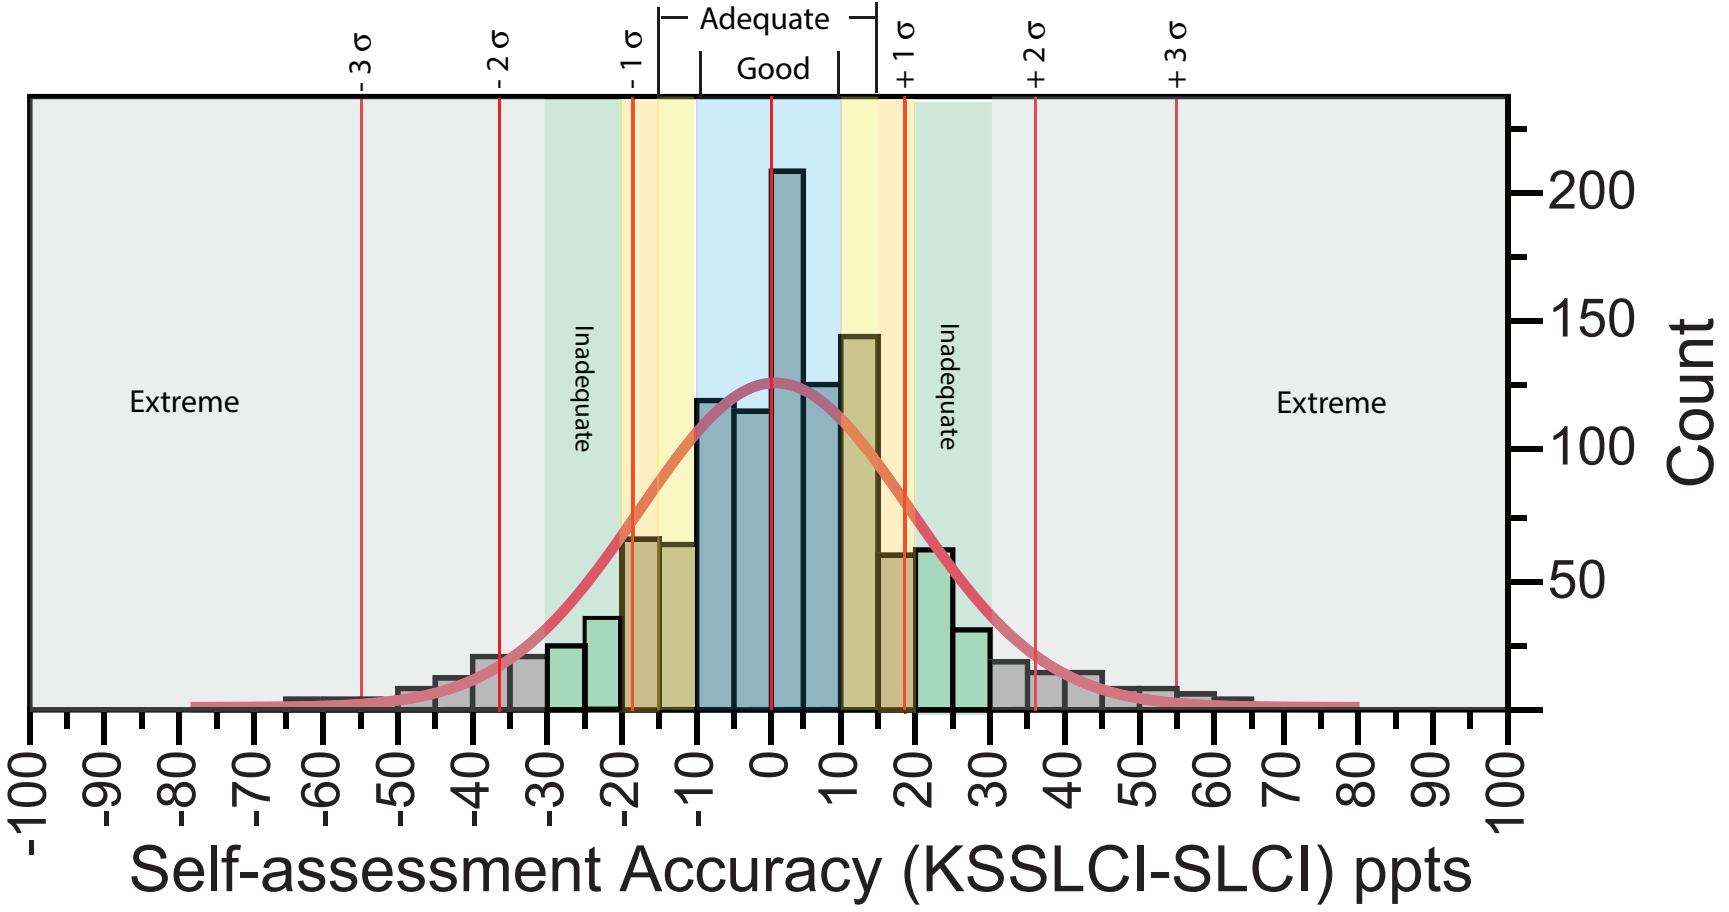 Adequate
Good
- 3 σ
- 2 σ
- 1 σ
+ 1 σ
+ 2 σ
+ 3 σ
200
150
100
50
Count
Extreme
Inadequate
Inadequate
Extreme
-100
-90
-80
-70
-60
-50
-40
-30
-20
-10
0
10
20
30
40
50
60
70
80
90
100
Self-assessment Accuracy (KSSLCI-SLCI) ppts